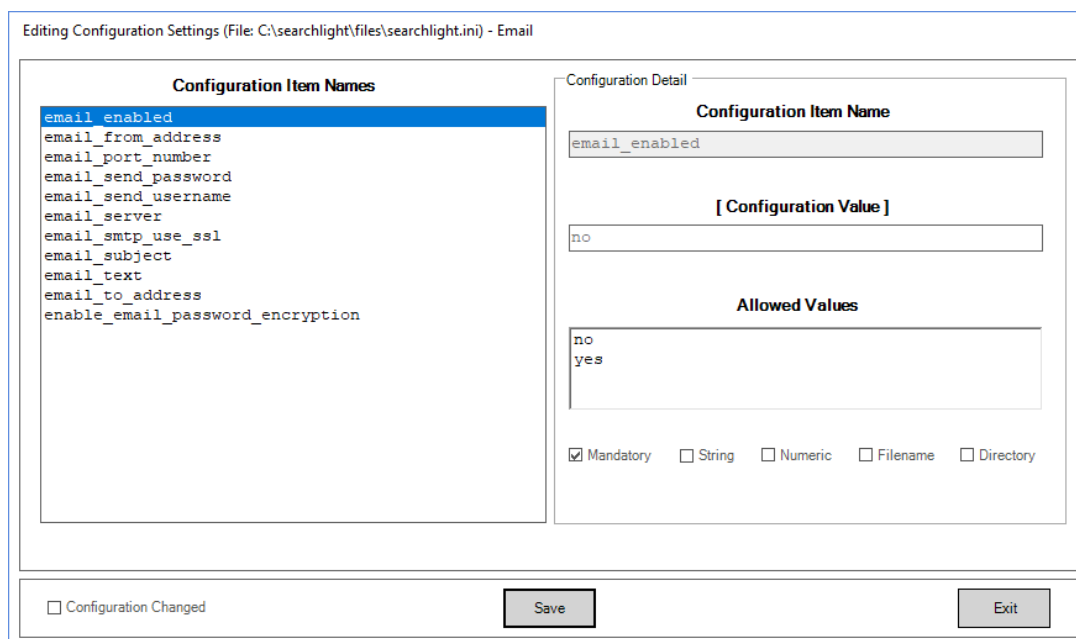 Editing Configuration Settings (File: C:\searchlight\files\searchlight.ini) - Email
Configuration Item Names
email_enabled
email_from_address
email_port_number
email_send_password
email_send_username
email_server
email_smtp_use_ssl
email_subject
email_text
email_to_address
enable_email_password_encryption
Configuration Detail
Configuration Item Name
email_enabled
[ Configuration Value ]
no
Allowed Values
no
yes
Mandatory String Numeric Filename Directory
Configuration Changed Save Exit